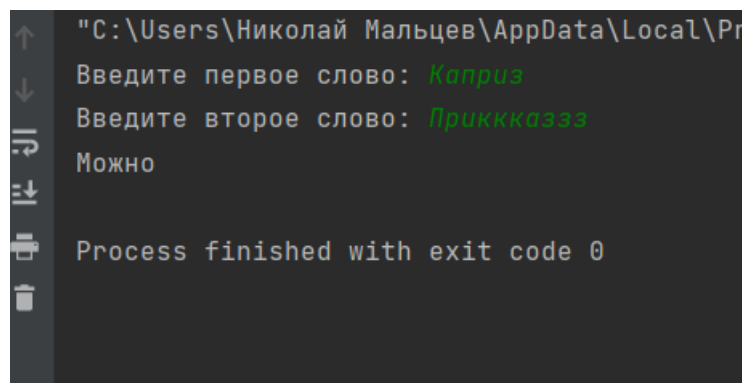 "C:\Users\Николай Мальцев\AppData\Local\Pr
Введите первое слово: Каприз
Введите второе слово: Приккказзз
Можно
Process finished with exit code 0